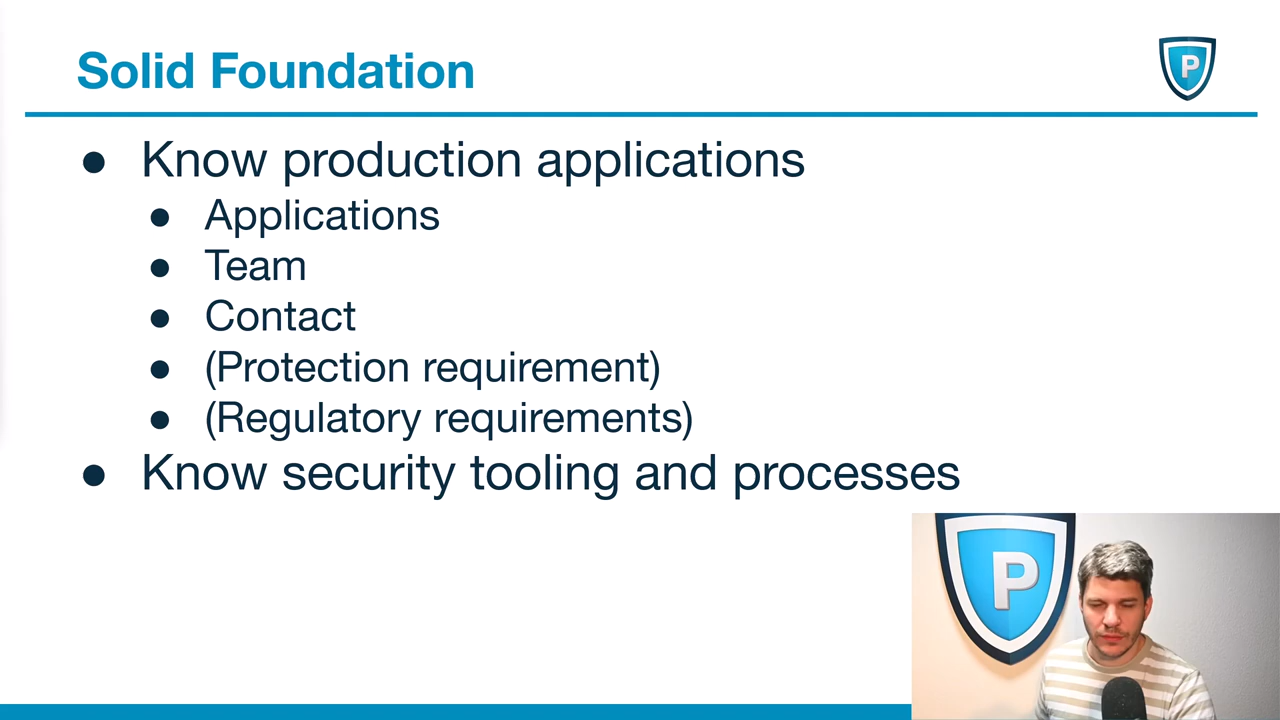 Solid Foundation
P
● Know production applications
● Applications
● Team
● Contact
● (Protection requirement)
● (Regulatory requirements)
● Know security tooling and processes
P